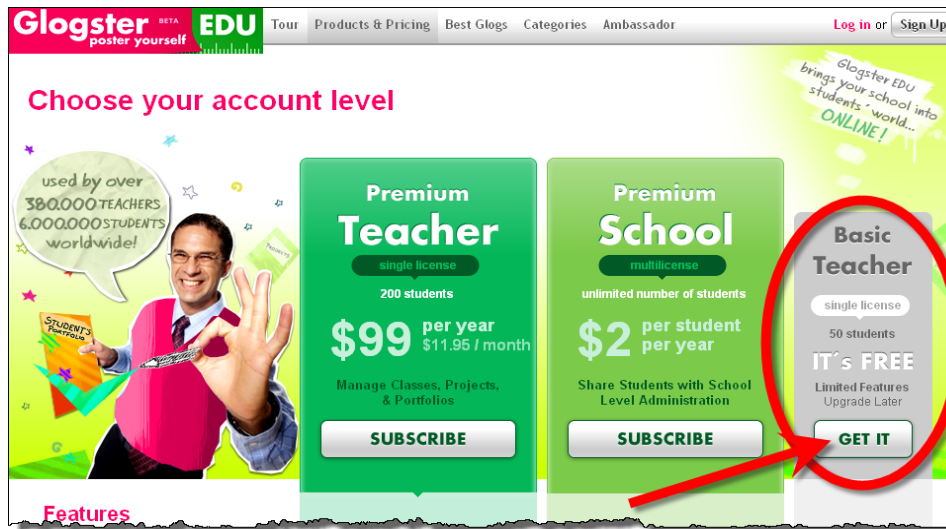 Glogster BETA
poster yourself
EDU
Tour
Products & Pricing
Best Glogs
Categories
Ambassador
Log in or Sign Up
Choose your account level
Glogster EDU
brings your school into
students' world...
ONLINE!
used by over
380.000 TEACHERS
6.000.000 STUDENTS
worldwide!
STUDENT'S
PORTFOLIO
PROJECTS
Premium
Teacher
single license
200 students
$99 per year
$11.95 / month
Manage Classes, Projects,
& Portfolios
SUBSCRIBE
Premium
School
multilicense
unlimited number of students
$2 per student
per year
Share Students with School
Level Administration
SUBSCRIBE
Basic
Teacher
single license
50 students
IT´s FREE
Limited Features
Upgrade Later
GET IT
Features